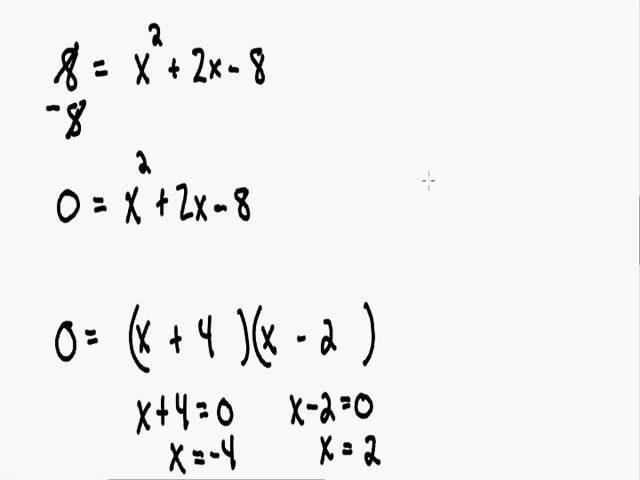 8 = x² + 2x - 8
-8
0 = x² + 2x - 8
0 = (x + 4)(x - 2)
x+4=0 x-2=0
x=-4 x=2